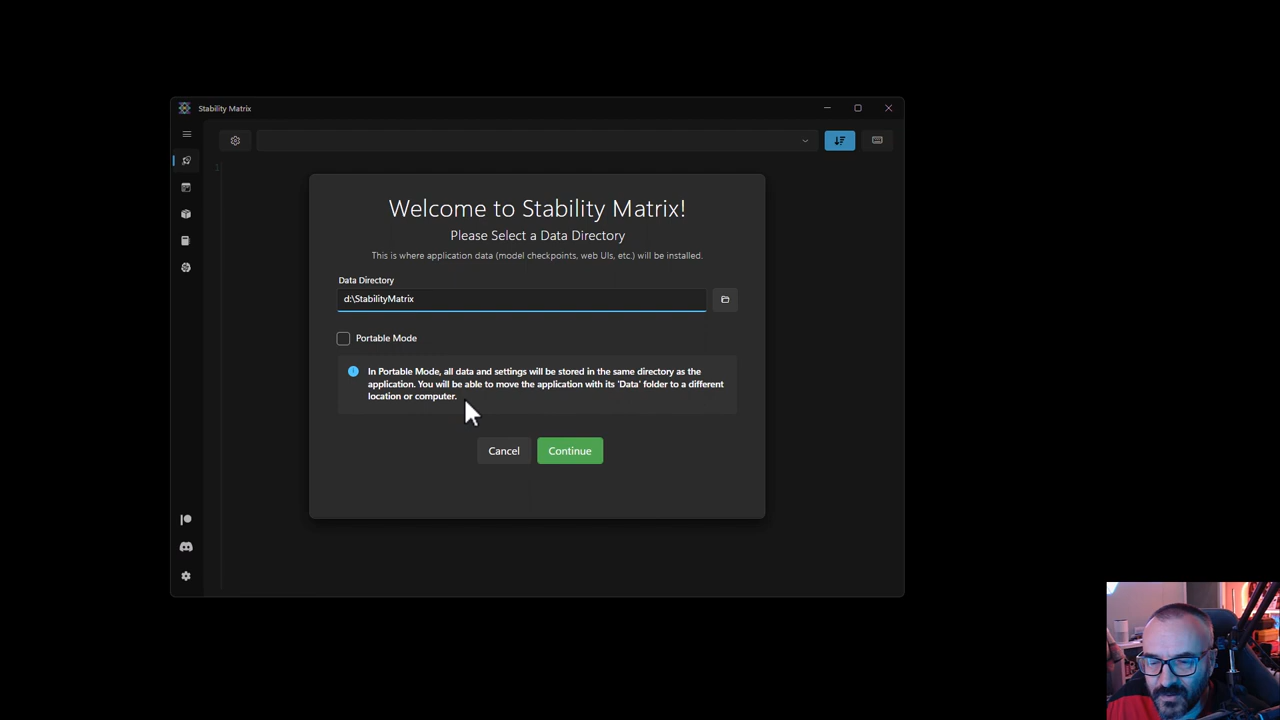 Stability Matrix
1
Welcome to Stability Matrix!
Please Select a Data Directory
This is where application data (model checkpoints, web UIs, etc.) will be installed.
Data Directory
d:\StabilityMatrix
Portable Mode
In Portable Mode, all data and settings will be stored in the same directory as the
application. You will be able to move the application with its 'Data' folder to a different
location or computer.
Cancel
Continue